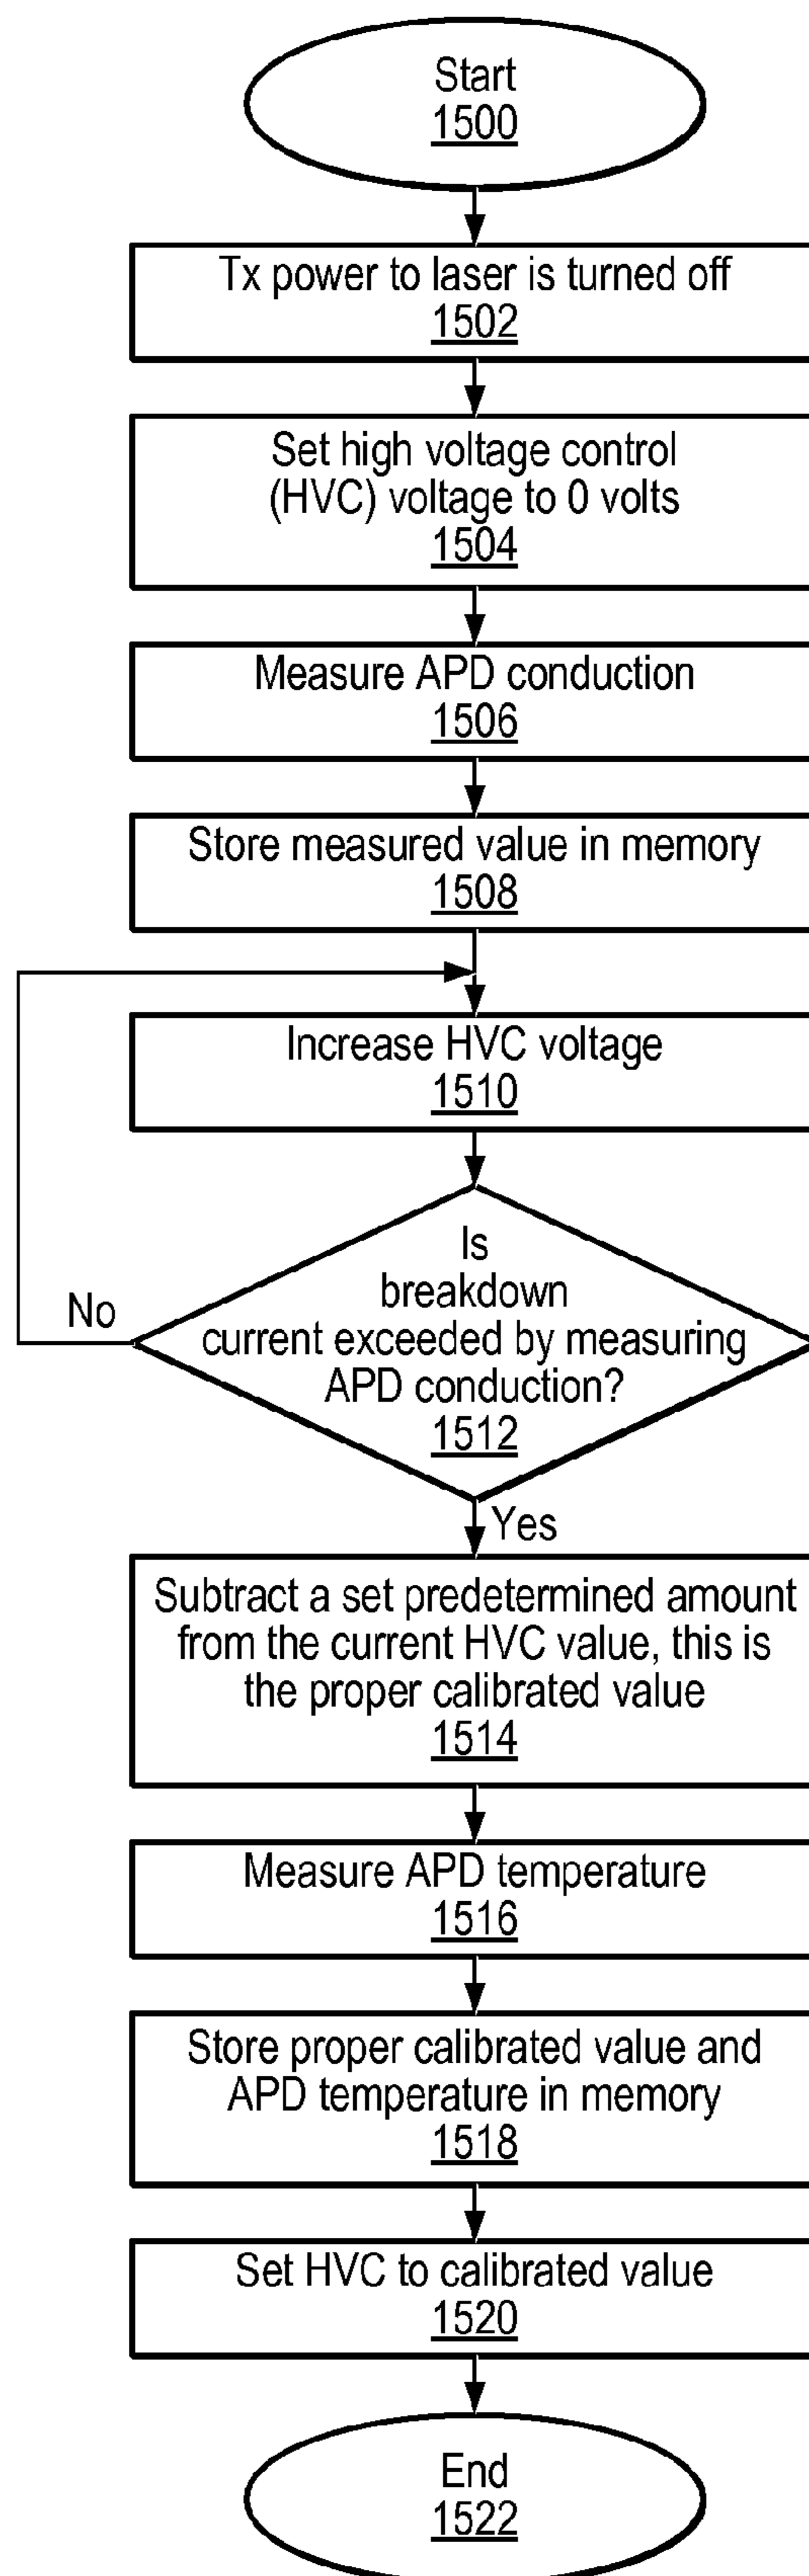 Start
1500
Tx power to laser is turned off
1502
Set high voltage control
(HVC) voltage to 0 volts
1504
Measure APD conduction
1506
Store measured value in memory
1508
Increase HVC voltage
1510
Is
breakdown
current exceeded by measuring
APD conduction?
1512
No
Yes
Subtract a set predetermined amount
from the current HVC value, this is
the proper calibrated value
1514
Measure APD temperature
1516
Store proper calibrated value and
APD temperature in memory
1518
Set HVC to calibrated value
1520
End
1522